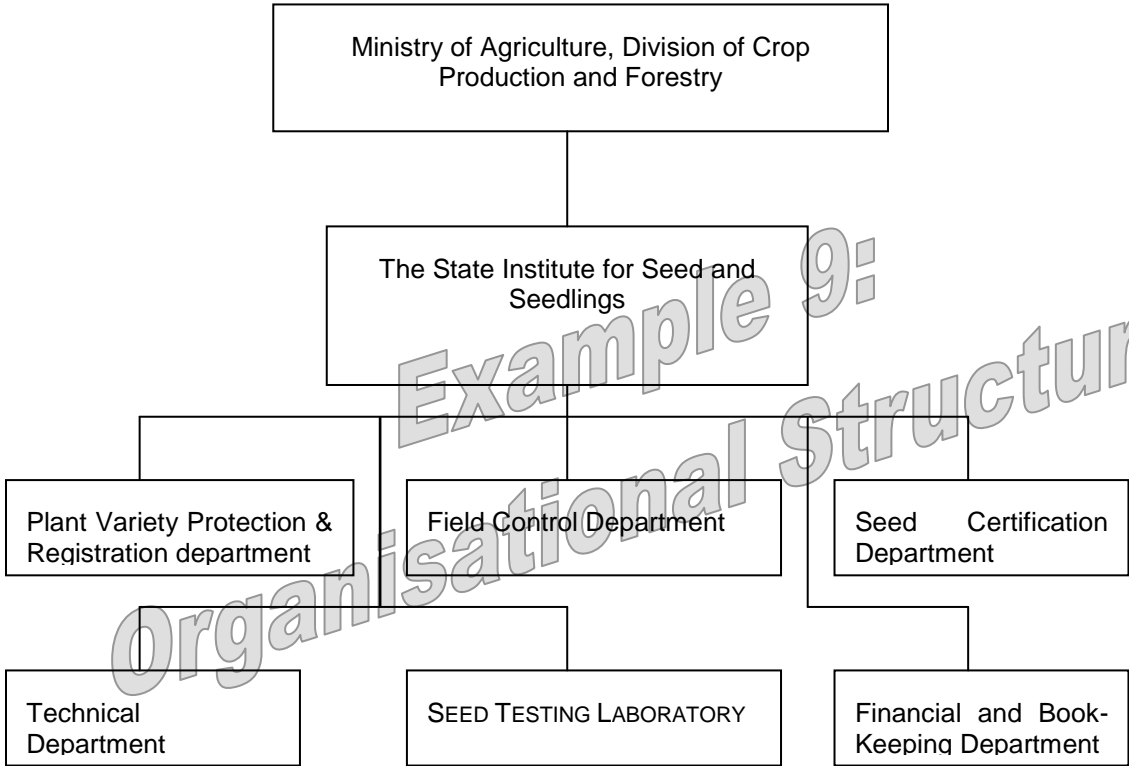 Ministry of Agriculture, Division of Crop
Production and Forestry
The State Institute for Seed and
Seedlings
Example 9:
Organisational Structur
Plant Variety Protection &
Registration department
Field Control Department
Seed Certification
Department
Technical
Department
SEED TESTING LABORATORY
Financial and Book-
Keeping Department